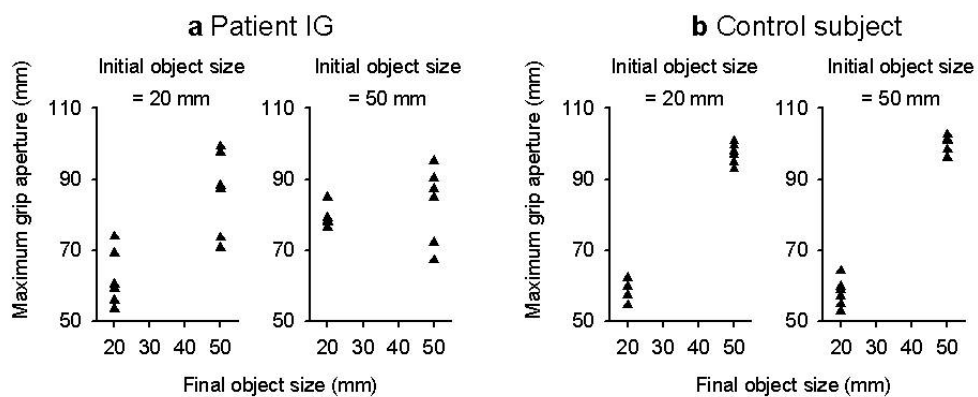 a Patient IG
Initial object size
= 20 mm
Initial object size
= 50 mm
Maximum grip aperture (mm)
110
90
70
50
20 30 40 50
110
90
70
50
20 30 40 50
Final object size (mm)
b Control subject
Initial object size
= 20 mm
Initial object size
= 50 mm
Maximum grip aperture (mm)
110
90
70
50
20 30 40 50
110
90
70
50
20 30 40 50
Final object size (mm)